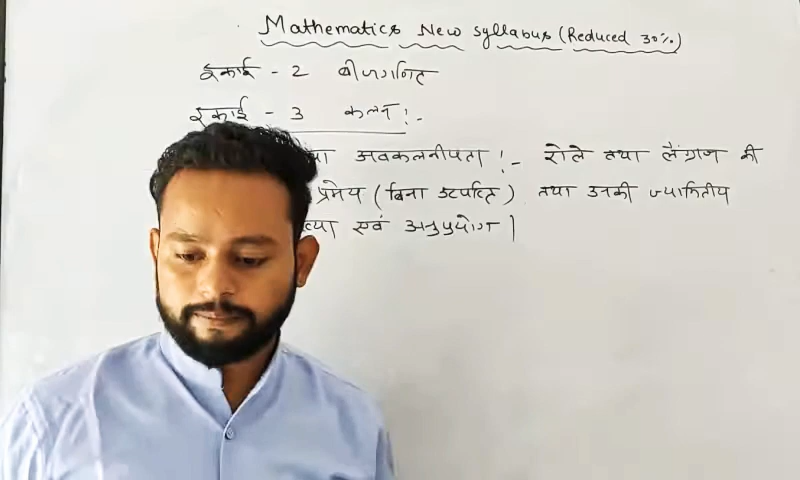 Mathematics New Syllabus (Reduced 30%)
इकाई - 2 बीजगणित
इकाई - 3 कलन :-
अवकलनीयता :- रोले तथा लैग्रांज की
प्रमेय (बिना उत्पत्ति) तथा उनकी ज्यामितीय
एवं अनुप्रयोग |